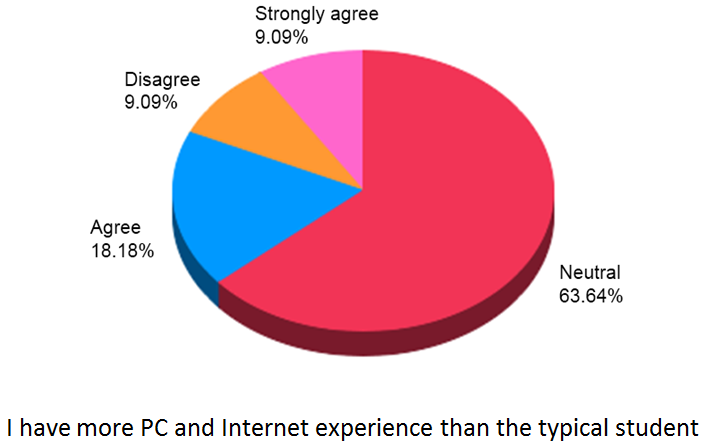 Strongly agree
9.09%
Disagree
9.09%
Agree
18.18%
Neutral
63.64%
I have more PC and Internet experience than the typical student